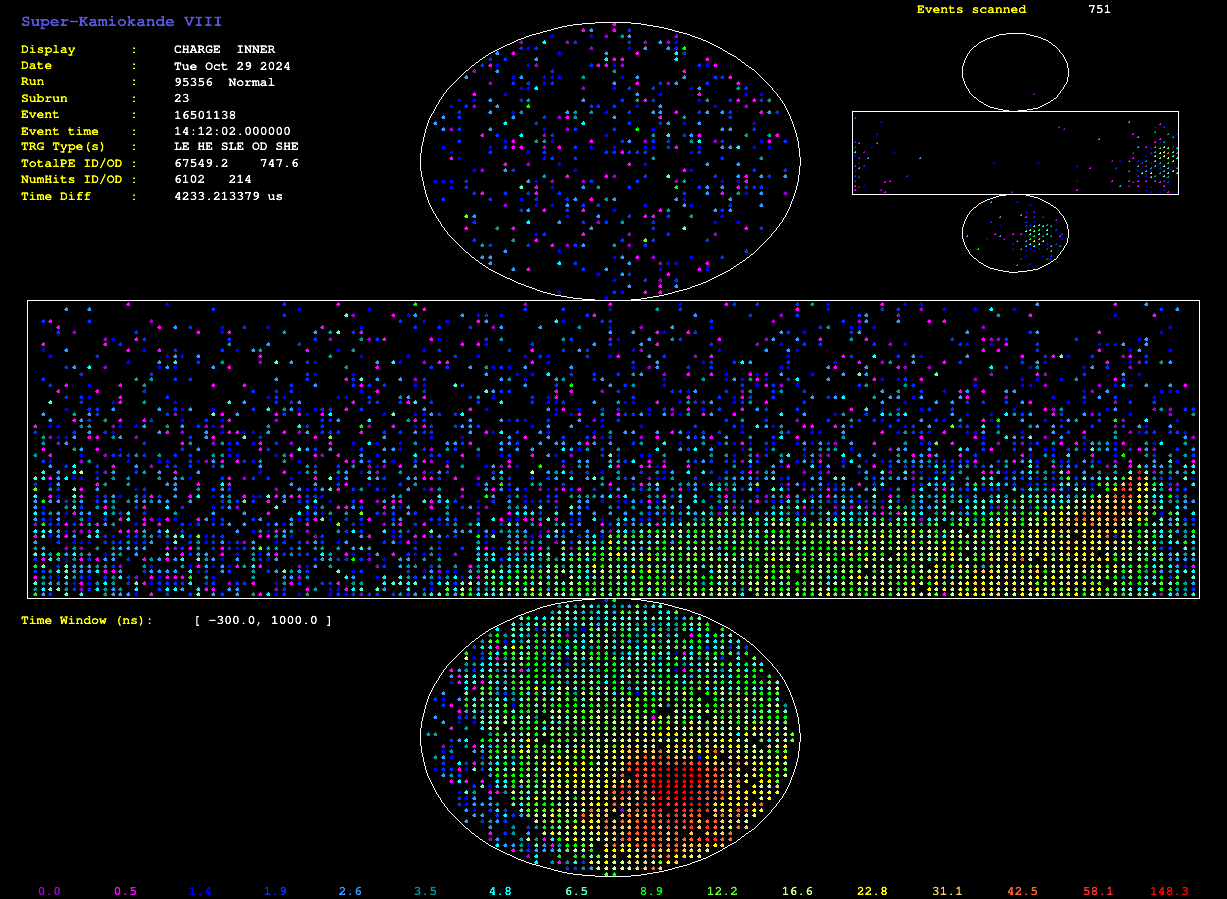 Super-Kamiokande VIII
Events scanned 751
Display : CHARGE INNER
Date : Tue Oct 29 2024
Run : 95356 Normal
Subrun : 23
Event : 16501138
Event time : 14:12:02.000000
TRG Type(s) : LE HE SLE OD SHE
TotalPE ID/OD : 67549.2 747.6
NumHits ID/OD : 6102 214
Time Diff : 4233.213379 us
Time Window (ns): [ -300.0, 1000.0 ]
0.0 0.5 1.4 1.9 2.6 3.5 4.8 6.5 8.9 12.2 16.6 22.8 31.1 42.5 58.1 148.3